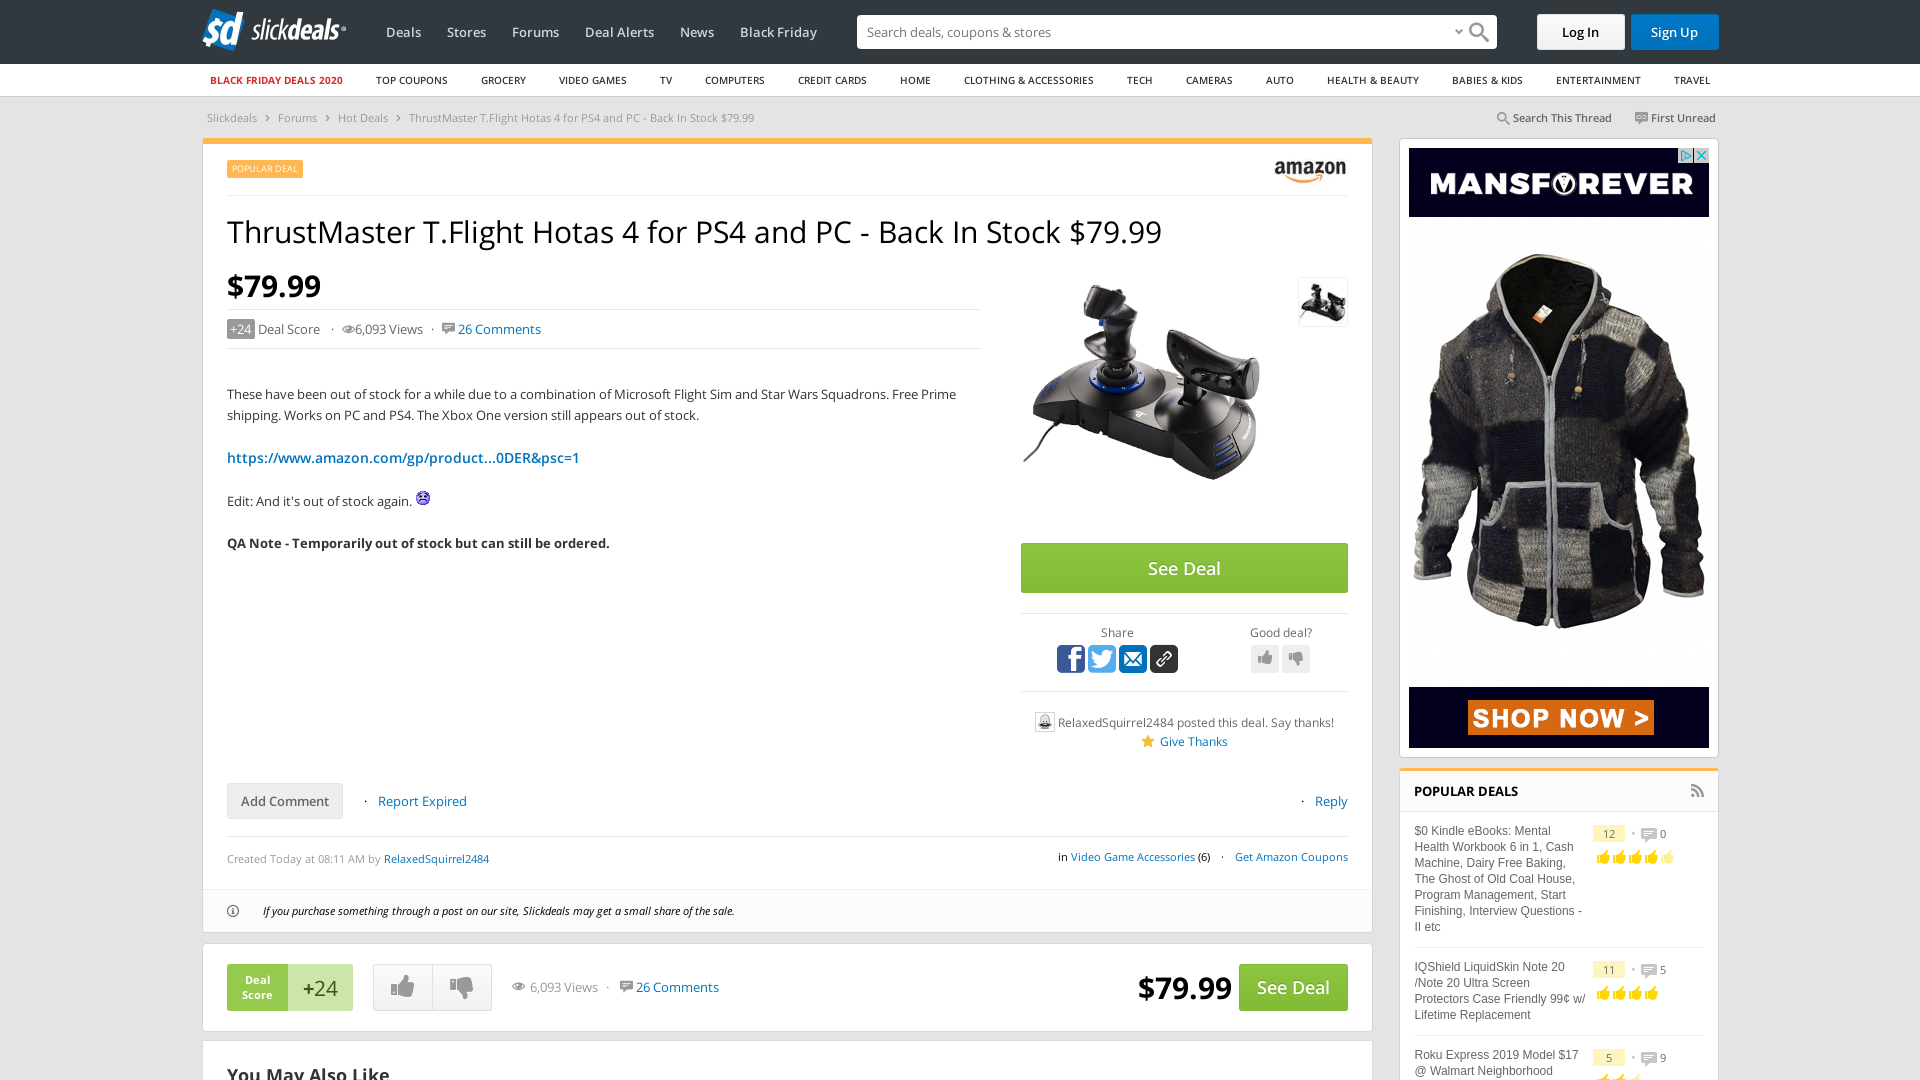 slickdeals
Deals
Stores
Forums
Deal Alerts
News
Black Friday
Search deals, coupons & shops
Log In
Sign Up
BLACK FRIDAY DEALS 2020
TOP COUPONS
GROCERY
VIDEO GAMES
TV
COMPUTERS
CREDIT CARDS
HOME
CLOTHING & ACCESSORIES
TECH
CAMERAS
AUTO
HEALTH & BEAUTY
BABIES & KIDS
ENTERTAINMENT
TRAVEL
Slickdeals › Forums › Hot Deals › ThrustMaster T.Flight Hotas 4 for PS4 and PC - Back In Stock $79.99
Search This Thread
First Unread
POPULAR DEAL
amazon
ThrustMaster T.Flight Hotas 4 for PS4 and PC - Back In Stock $79.99
$79.99
+24 Deal Score · 6,093 Views · 26 Comments
These have been out of stock for a while due to a combination of Microsoft Flight Sim and Star Wars Squadrons. Free Prime
shipping. Works on PC and PS4. The Xbox One version still appears out of stock.
https://www.amazon.com/gp/product...0DER&psc=1
Edit: And it's out of stock again.
QA Note - Temporarily out of stock but can still be ordered.
See Deal
Share
Good deal?
RelaxedSquirrel2484 posted this deal. Say thanks!
Give Thanks
Add Comment
· Report Expired
· Reply
Created Today at 08:11 AM by RelaxedSquirrel2484
in Video Game Accessories (6) · Get Amazon Coupons
If you purchase something through a post on our site, Slickdeals may get a small share of the sale.
Deal
Score
+24
6,093 Views · 26 Comments
$79.99
See Deal
You May Also Like
MANSFOREVER
SHOP NOW >
POPULAR DEALS
$0 Kindle eBooks: Mental
Health Workbook 6 in 1, Cash
Machine, Dairy Free Baking,
The Ghost of Old Coal House,
Program Management, Start
Finishing, Interview Questions -
II etc
12 • 0
IQShield LiquidSkin Note 20
/Note 20 Ultra Screen
Protectors Case Friendly 99¢ w/
Lifetime Replacement
11 • 5
Roku Express 2019 Model $17
@ Walmart Neighborhood
5 • 9